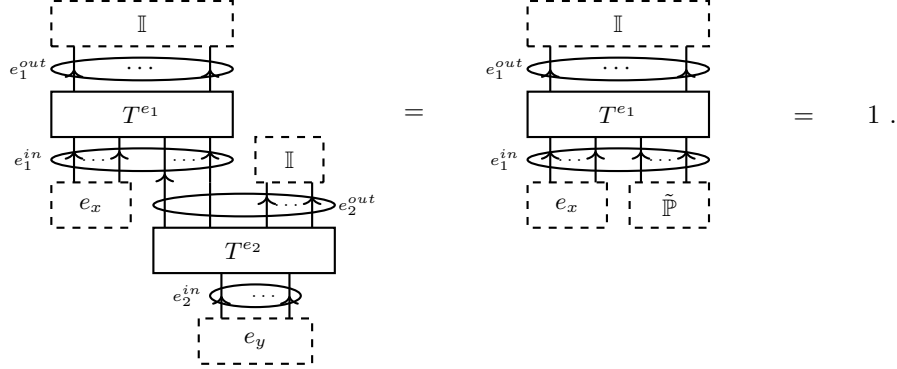 𝕀 𝕀
e_1^{out} ··· e_1^{out} ···
T^{e_1} = T^{e_1} = 1 .
e_1^{in} ··· ··· 𝕀 e_1^{in} ··· ···
e_x ··· e_2^{out} e_x \tilde{ℙ}
T^{e_2}
e_2^{in} ···
e_y